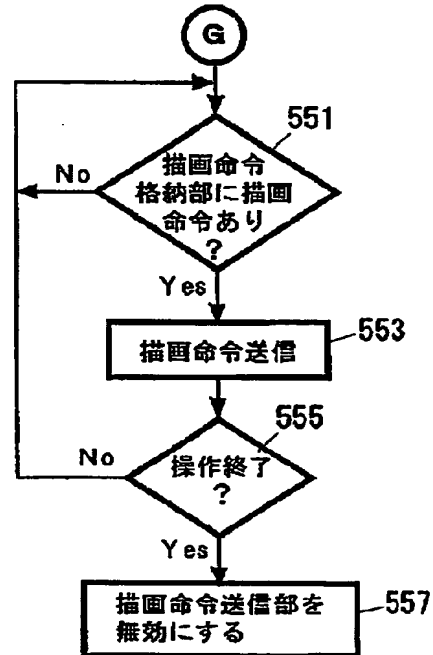 G
551
描画命令
格納部に描画
命令あり
?
No
Yes
描画命令送信
553
555
操作終了
?
No
Yes
描画命令送信部を
無効にする
557